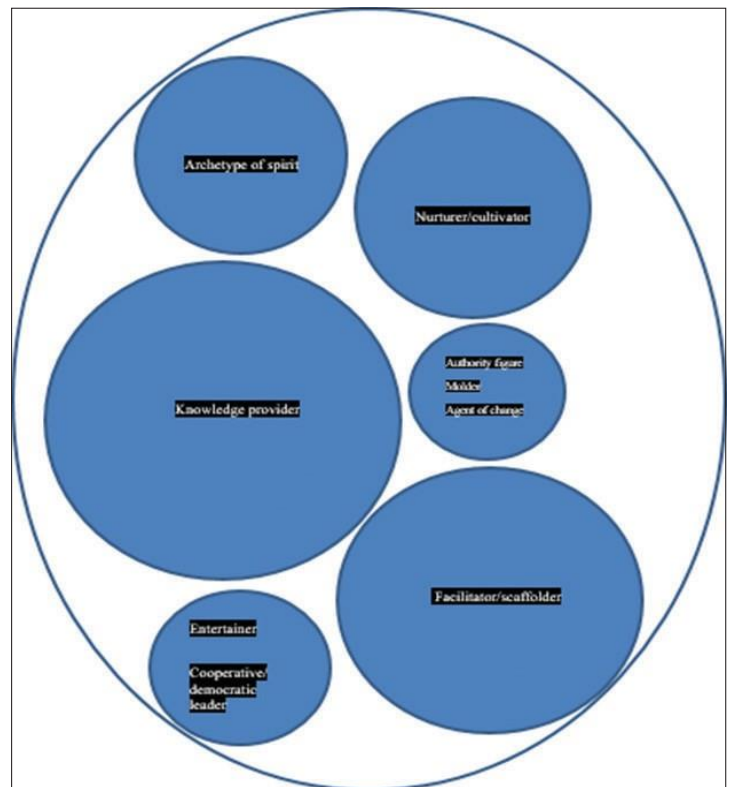 Archetype of spirit
Nurturer/cultivator
Authority figure
Molder
Agent of change
Knowledge provider
Facilitator/scaffolder
Entertainer
Cooperative/
democratic
leader